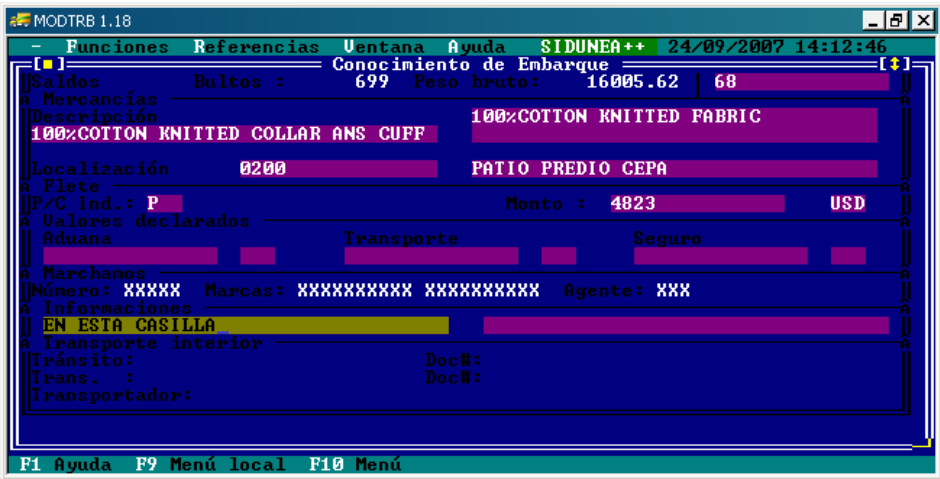 MODTRB 1.18
- Funciones Referencias Ventana Ayuda SIDUNEA++ 24/09/2007 14:12:46
Conocimiento de Embarque
Saldos Bultos : 699 Peso bruto: 16005.62 68
Mercancías
Descripción 100%COTTON KNITTED FABRIC
100%COTTON KNITTED COLLAR ANS CUFF
Localización 0200 PATIO PREDIO CEPA
Flete
P/C Ind.: P Monto : 4823 USD
Valores declarados
Aduana Transporte Seguro
Marchamos
Número: XXXXX Marcas: XXXXXXXXXX XXXXXXXXXX Agente: XXX
Informaciones
EN ESTA CASILLA_
Transporte interior
Tránsito: Doc#:
Trans. : Doc#:
Transportador:
F1 Ayuda F9 Menú local F10 Menú